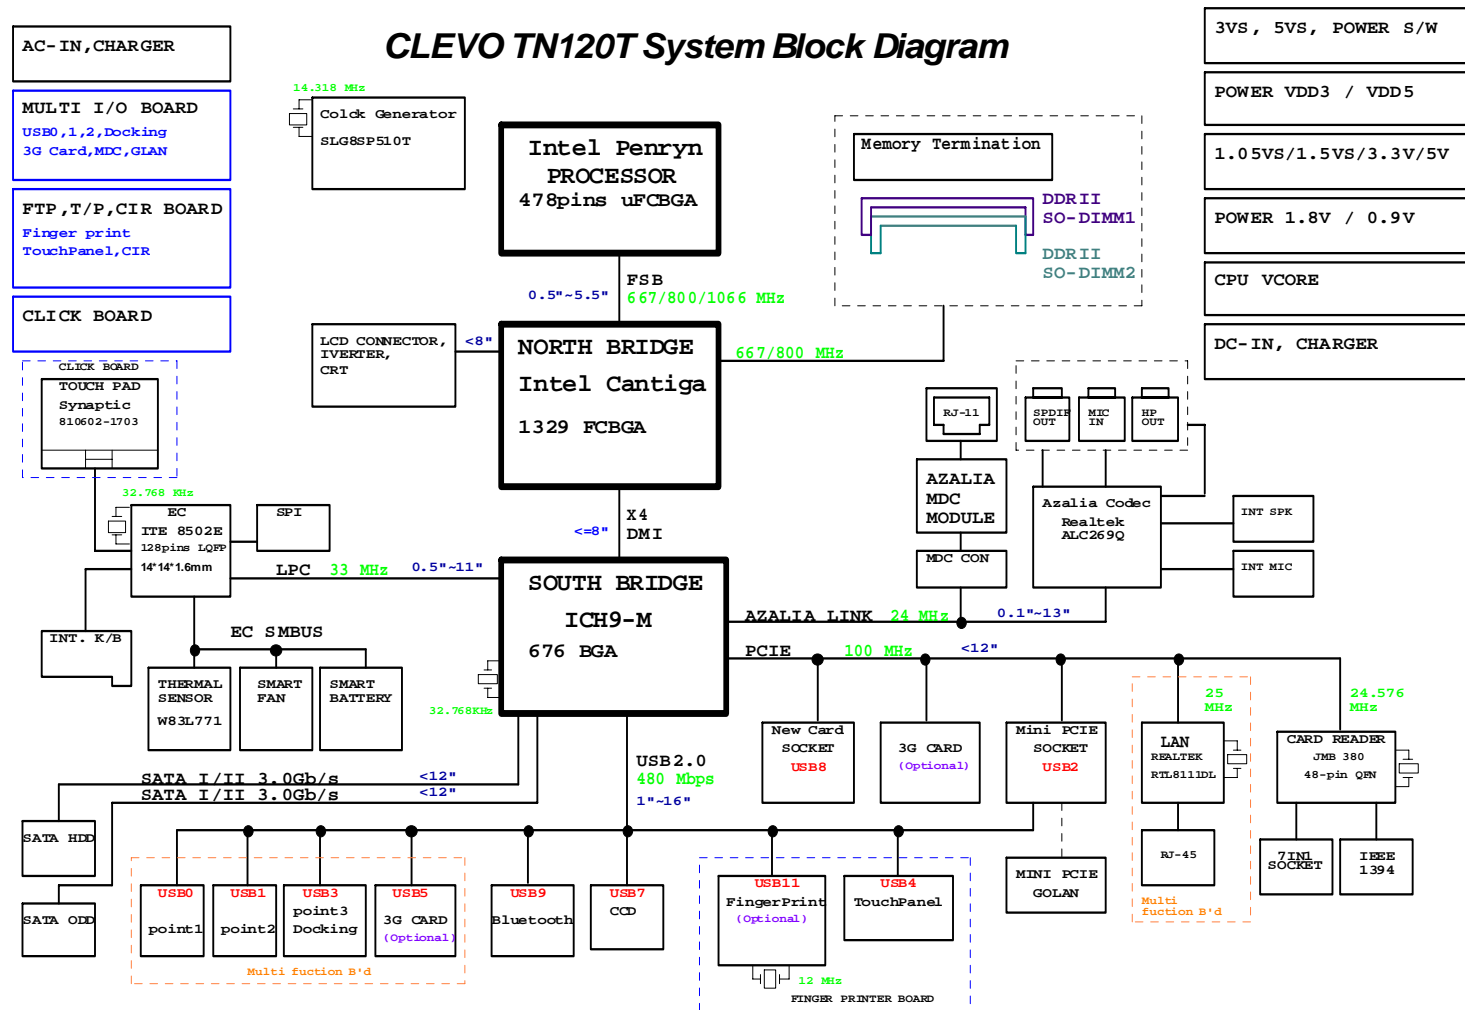 CLEVO TN120T System Block Diagram
AC-IN,CHARGER
MULTI I/O BOARD
USB0,1,2,Docking
3G Card,MDC,GLAN
FTP,T/P,CIR BOARD
Finger print
TouchPanel,CIR
CLICK BOARD
3VS, 5VS, POWER S/W
POWER VDD3 / VDD5
1.05VS/1.5VS/3.3V/5V
POWER 1.8V / 0.9V
CPU VCORE
DC-IN, CHARGER
14.318 MHz
Colck Generator
SLG8SP510T
Intel Penryn
PROCESSOR
478pins uFCBGA
Memory Termination
DDRII
SO-DIMM1
DDRII
SO-DIMM2
FSB
0.5"~5.5"
667/800/1066 MHz
LCD CONNECTOR,
IVERTER,
CRT
<8"
NORTH BRIDGE
Intel Cantiga
1329 FCBGA
667/800 MHz
CLICK BOARD
TOUCH PAD
Synaptic
810602-1703
RJ-11
SPDIF
OUT
MIC
IN
HP
OUT
AZALIA
MDC
MODULE
MDC CON
Azalia Codec
Realtek
ALC269Q
INT SPK
INT MIC
32.768 KHz
EC
ITE 8502E
128pins LQFP
14*14*1.6mm
SPI
X4
DMI
<=8"
LPC
33 MHz
0.5"~11"
SOUTH BRIDGE
ICH9-M
676 BGA
32.768KHz
AZALIA LINK
24 MHz
0.1"~13"
PCIE
100 MHz
<12"
INT. K/B
EC SMBUS
THERMAL
SENSOR
W83L771
SMART
FAN
SMART
BATTERY
25
MHz
24.576
MHz
New Card
SOCKET
USB8
3G CARD
(Optional)
Mini PCIE
SOCKET
USB2
LAN
REALTEK
RTL8111DL
CARD READER
JMB 380
48-pin QFN
SATA I/II 3.0Gb/s
<12"
SATA I/II 3.0Gb/s
<12"
USB2.0
480 Mbps
1"~16"
SATA HDD
SATA ODD
USB0
point1
USB1
point2
USB3
point3
Docking
USB5
3G CARD
(Optional)
Multi fuction B'd
USB9
Bluetooth
USB7
CCD
USB11
FingerPrint
(Optional)
USB4
TouchPanel
12 MHz
FINGER PRINTER BOARD
MINI PCIE
GOLAN
RJ-45
Multi
fuction B'd
7IN1
SOCKET
IEEE
1394